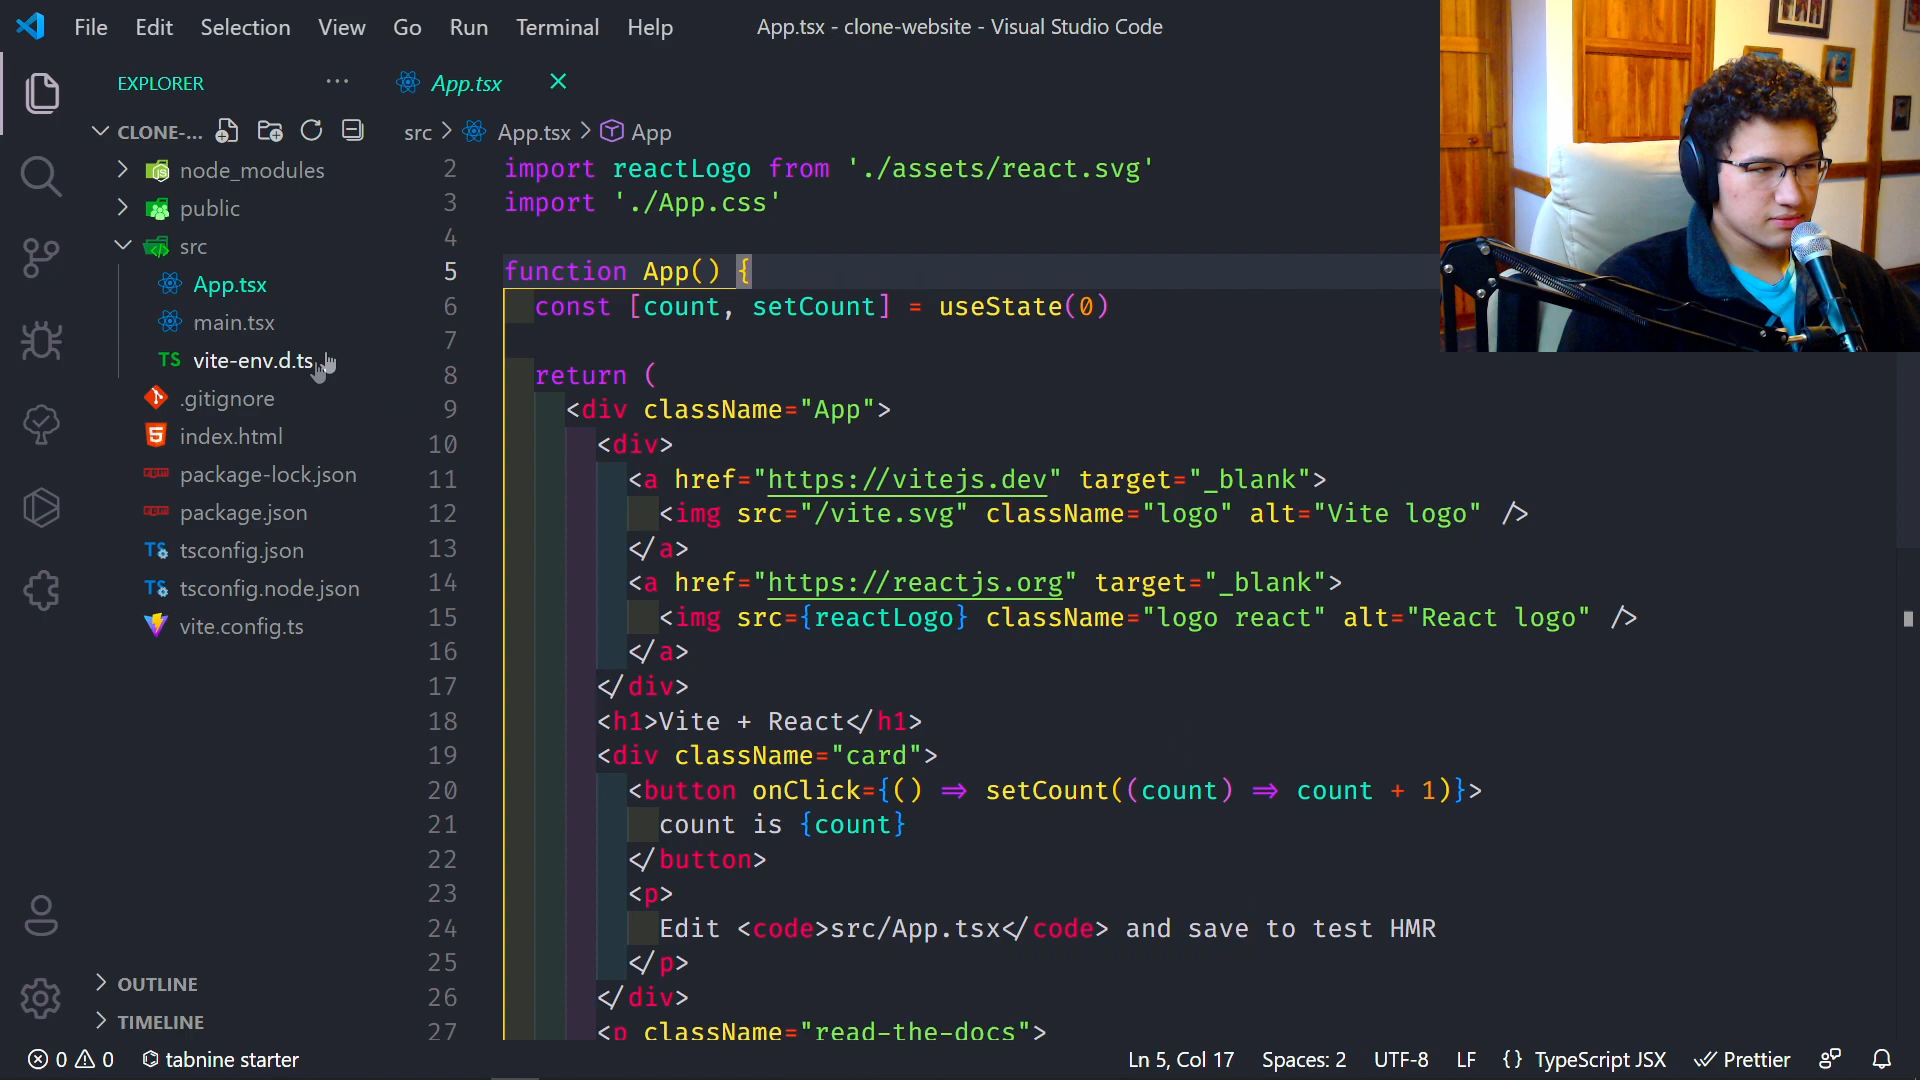 File Edit Selection View Go Run Terminal Help App.tsx - clone-website - Visual Studio Code
EXPLORER ... App.tsx
CLONE-... src > App.tsx > App
node_modules
public
src
App.tsx
main.tsx
TS vite-env.d.ts
.gitignore
index.html
package-lock.json
package.json
TS tsconfig.json
TS tsconfig.node.json
vite.config.ts
OUTLINE
TIMELINE
2 import reactLogo from './assets/react.svg'
3 import './App.css'
4
5 function App() {
6 const [count, setCount] = useState(0)
7
8 return (
9 <div className="App">
10 <div>
11 <a href="https://vitejs.dev" target="_blank">
12 <img src="/vite.svg" className="logo" alt="Vite logo" />
13 </a>
14 <a href="https://reactjs.org" target="_blank">
15 <img src={reactLogo} className="logo react" alt="React logo" />
16 </a>
17 </div>
18 <h1>Vite + React</h1>
19 <div className="card">
20 <button onClick={() => setCount((count) => count + 1)}>
21 count is {count}
22 </button>
23 <p>
24 Edit <code>src/App.tsx</code> and save to test HMR
25 </p>
26 </div>
27 <p className="read-the-docs">
0 0 tabnine starter Ln 5, Col 17 Spaces: 2 UTF-8 LF {} TypeScript JSX Prettier